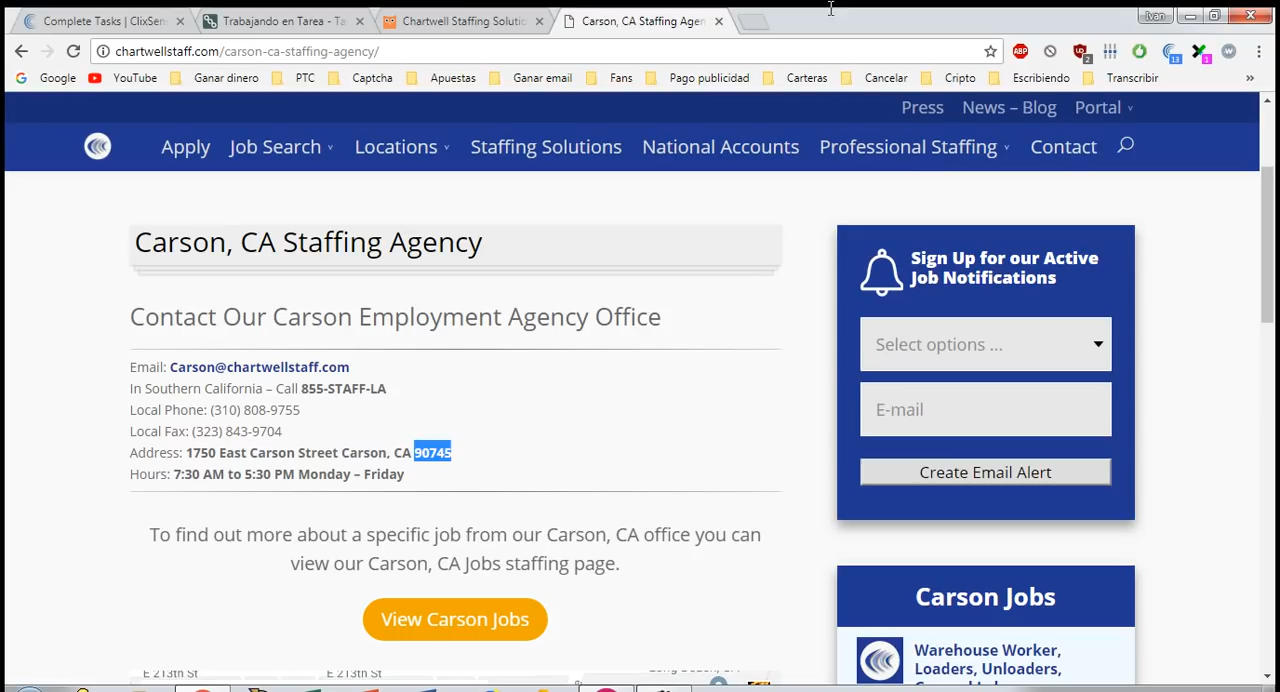 Complete Tasks | ClixSen
Trabajando en Tarea - Ta
Chartwell Staffing Soluti
Carson, CA Staffing Agen
Ivan
chartwellstaff.com/carson-ca-staffing-agency/
ABP
2
13
1
W
G Google
YouTube
Ganar dinero
PTC
Captcha
Apuestas
Ganar email
Fans
Pago publicidad
Carteras
Cancelar
Cripto
Escribiendo
Transcribir
»
Press
News – Blog
Portal
Apply
Job Search
Locations
Staffing Solutions
National Accounts
Professional Staffing
Contact
Carson, CA Staffing Agency
Contact Our Carson Employment Agency Office
Email: Carson@chartwellstaff.com
In Southern California – Call 855-STAFF-LA
Local Phone: (310) 808-9755
Local Fax: (323) 843-9704
Address: 1750 East Carson Street Carson, CA 90745
Hours: 7:30 AM to 5:30 PM Monday – Friday
To find out more about a specific job from our Carson, CA office you can
view our Carson, CA Jobs staffing page.
View Carson Jobs
E 213th St
E 213th St
Sign Up for our Active
Job Notifications
Select options ...
E-mail
Create Email Alert
Carson Jobs
Warehouse Worker,
Loaders, Unloaders,